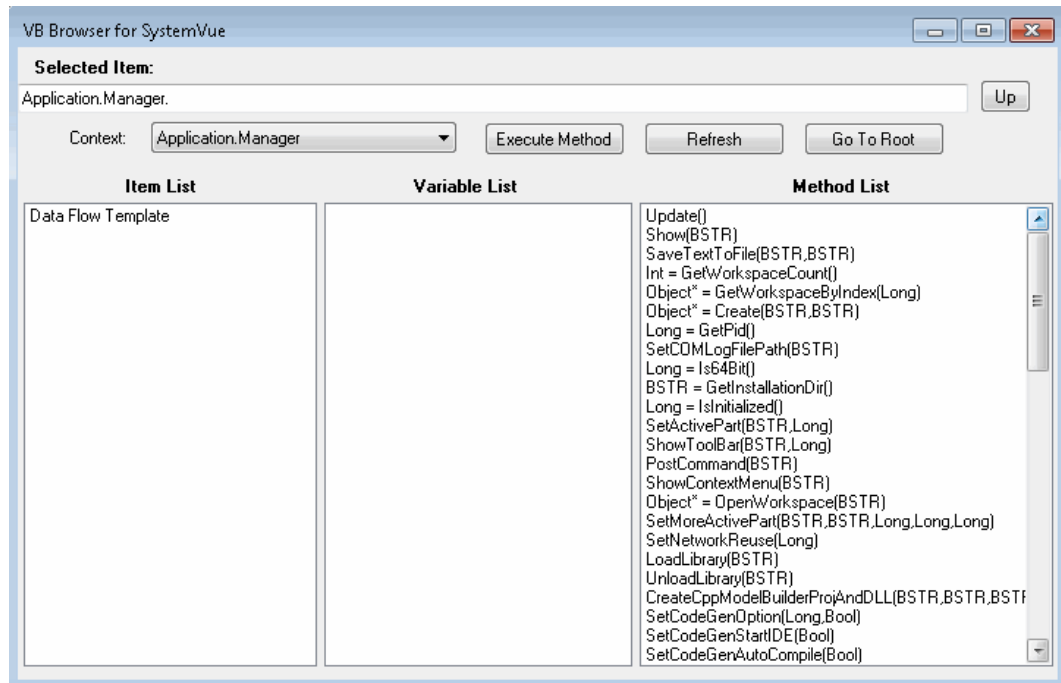 VB Browser for SystemVue
Selected Item:
Application.Manager.
Up
Context: Application.Manager Execute Method Refresh Go To Root
Item List Variable List Method List
Data Flow Template
Update()
Show(BSTR)
SaveTextToFile(BSTR,BSTR)
Int = GetWorkspaceCount()
Object* = GetWorkspaceByIndex(Long)
Object* = Create(BSTR,BSTR)
Long = GetPid()
SetCOMLogFilePath(BSTR)
Long = Is64Bit()
BSTR = GetInstallationDir()
Long = IsInitialized()
SetActivePart(BSTR,Long)
ShowToolBar(BSTR,Long)
PostCommand(BSTR)
ShowContextMenu(BSTR)
Object* = OpenWorkspace(BSTR)
SetMoreActivePart(BSTR,BSTR,Long,Long,Long)
SetNetworkReuse(Long)
LoadLibrary(BSTR)
UnloadLibrary(BSTR)
CreateCppModelBuilderProjAndDLL(BSTR,BSTR,BSTR
SetCodeGenOption(Long,Bool)
SetCodeGenStartIDE(Bool)
SetCodeGenAutoCompile(Bool)